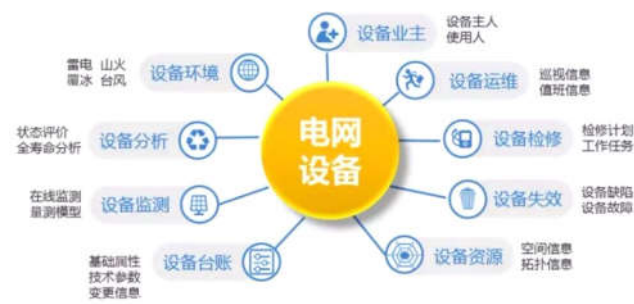 电网
设备
设备业主
设备主人
使用人
设备运维
巡视信息
值班信息
设备检修
检修计划
工作任务
设备失效
设备缺陷
设备故障
设备资源
空间信息
拓扑信息
设备台账
基础属性
技术参数
变更信息
设备监测
在线监测
量测模型
设备分析
状态评价
全寿命分析
设备环境
雷电 山火
覆冰 台风